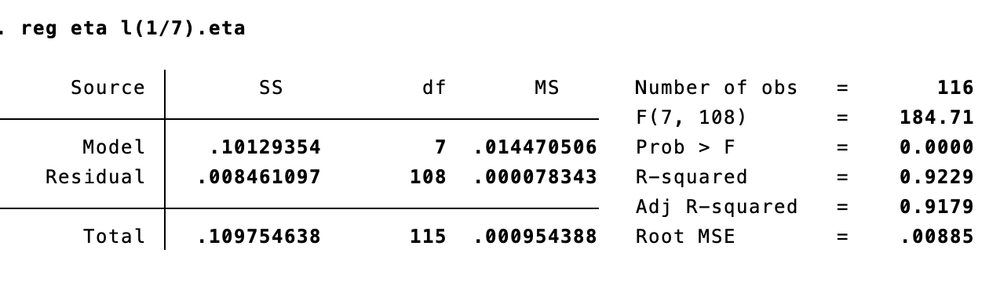 . reg eta l(1/7).eta
Source SS df MS Number of obs = 116
F(7, 108) = 184.71
Model .10129354 7 .014470506 Prob > F = 0.0000
Residual .008461097 108 .000078343 R-squared = 0.9229
Adj R-squared = 0.9179
Total .109754638 115 .000954388 Root MSE = .00885